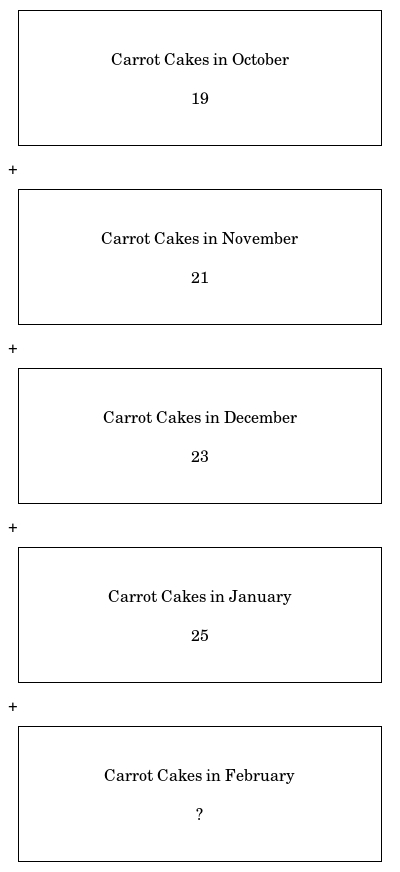 Carrot Cakes in October
19
+
Carrot Cakes in November
21
+
Carrot Cakes in December
23
+
Carrot Cakes in January
25
+
Carrot Cakes in February
?